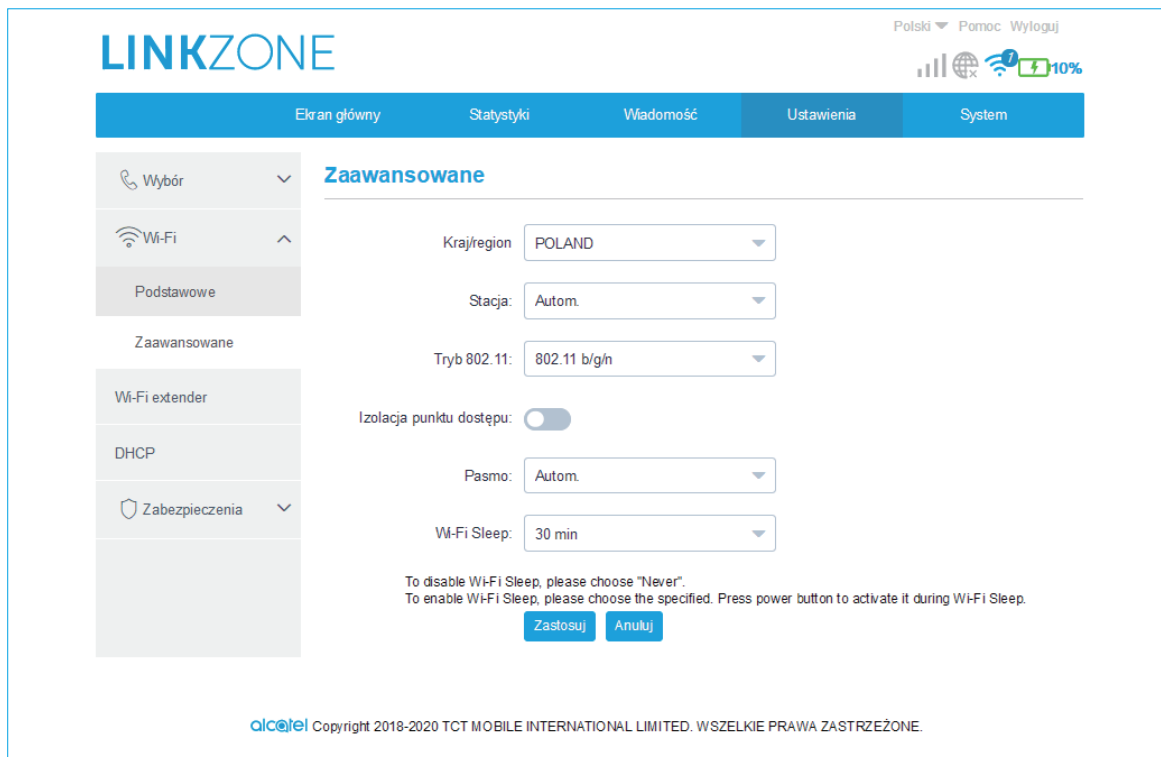 Polski Pomoc Wyloguj
LINKZONE
1
10%
Ekran główny Statystyki Wiadomość Ustawienia System
Wybór
Wi-Fi
Podstawowe
Zaawansowane
Wi-Fi extender
DHCP
Zabezpieczenia
Zaawansowane
Kraj/region POLAND
Stacja: Autom.
Tryb 802.11: 802.11 b/g/n
Izolacja punktu dostępu:
Pasmo: Autom.
Wi-Fi Sleep: 30 min
To disable Wi-Fi Sleep, please choose "Never".
To enable Wi-Fi Sleep, please choose the specified. Press power button to activate it during Wi-Fi Sleep.
Zastosuj Anuluj
alcatel Copyright 2018-2020 TCT MOBILE INTERNATIONAL LIMITED. WSZELKIE PRAWA ZASTRZEŻONE.